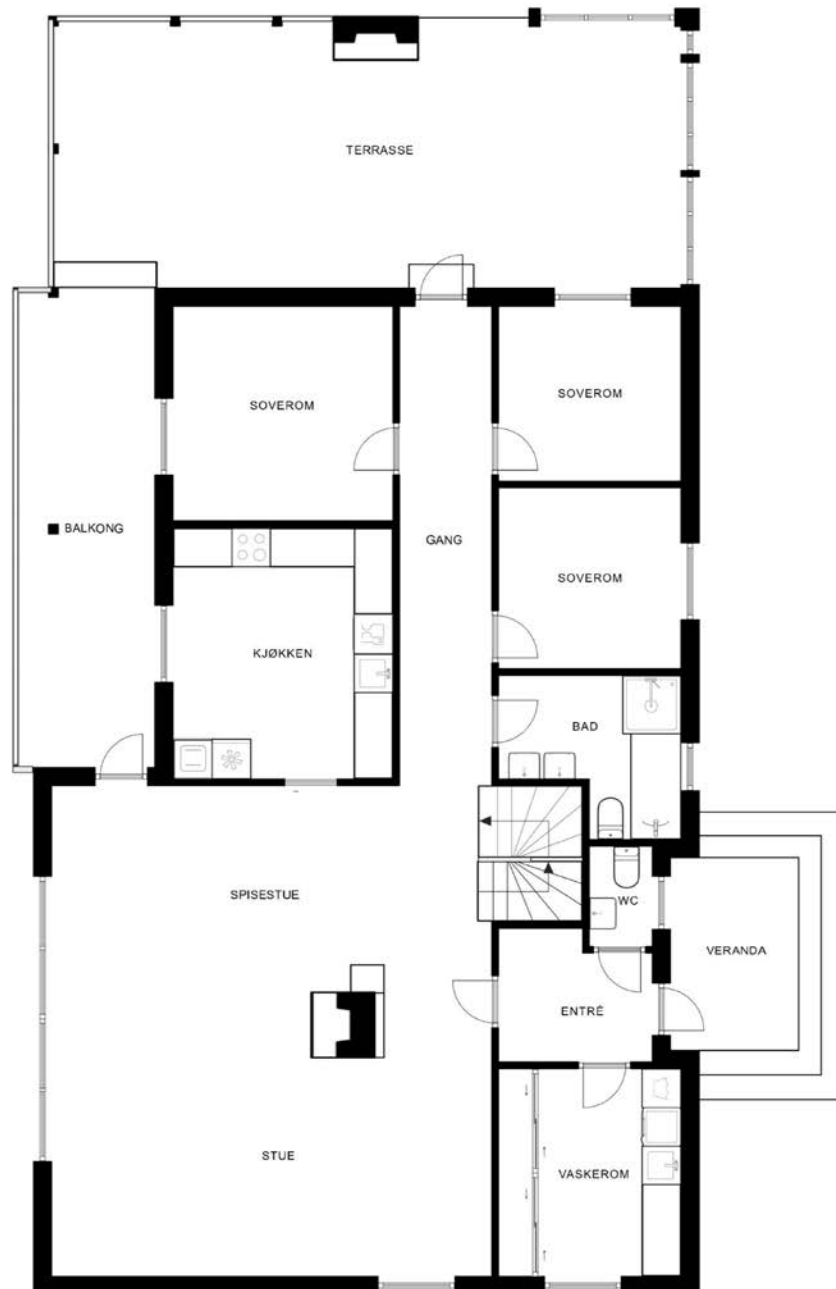 TERRASSE
SOVEROM
SOVEROM
BALKONG
GANG
SOVEROM
KJØKKEN
BAD
SPISESTUE
WC
VERANDA
ENTRÉ
STUE
VASKEROM